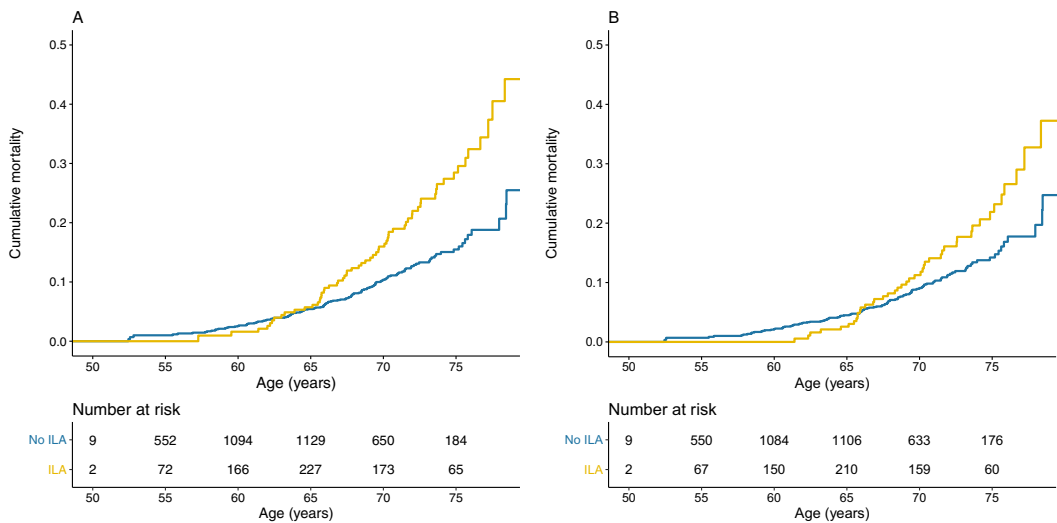 A
Cumulative mortality
0.5
0.4
0.3
0.2
0.1
0.0
50 55 60 65 70 75
Age (years)
Number at risk
No ILA 9 552 1094 1129 650 184
ILA 2 72 166 227 173 65
50 55 60 65 70 75
Age (years)
B
Cumulative mortality
0.5
0.4
0.3
0.2
0.1
0.0
50 55 60 65 70 75
Age (years)
Number at risk
No ILA 9 550 1084 1106 633 176
ILA 2 67 150 210 159 60
50 55 60 65 70 75
Age (years)